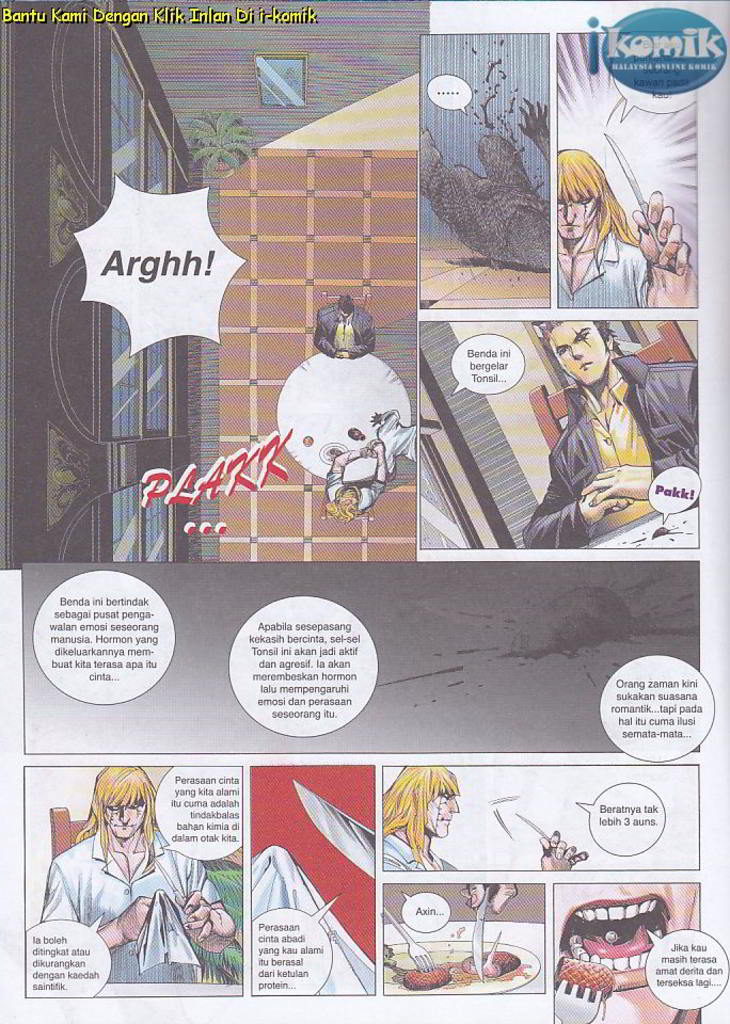 Bantu Kami Dengan Klik Iklan Di i-komik
ikomik
MALAYSIA ONLINE KOMIK
kawan pada
kau.
.....
Arghh!
PLAKK
...
Benda ini
bergelar
Tonsil...
Pakk!
Benda ini bertindak
sebagai pusat penga-
walan emosi seseorang
manusia. Hormon yang
dikeluarkannya mem-
buat kita terasa apa itu
cinta...
Apabila sesepasang
kekasih bercinta, sel-sel
Tonsil ini akan jadi aktif
dan agresif. Ia akan
merembeskan hormon
lalu mempengaruhi
emosi dan perasaan
seseorang itu.
Orang zaman kini
sukakan suasana
romantik...tapi pada
hal itu cuma ilusi
semata-mata...
Perasaan cinta
yang kita alami
itu cuma adalah
tindakbalas
bahan kimia di
dalam otak kita.
Ia boleh
ditingkat atau
dikurangkan
dengan kaedah
saintifik.
Perasaan
cinta abadi
yang kau alami
itu berasal
dari ketulan
protein...
Beratnya tak
lebih 3 auns.
Axin...
Jika kau
masih terasa
amat derita dan
terseksa lagi....